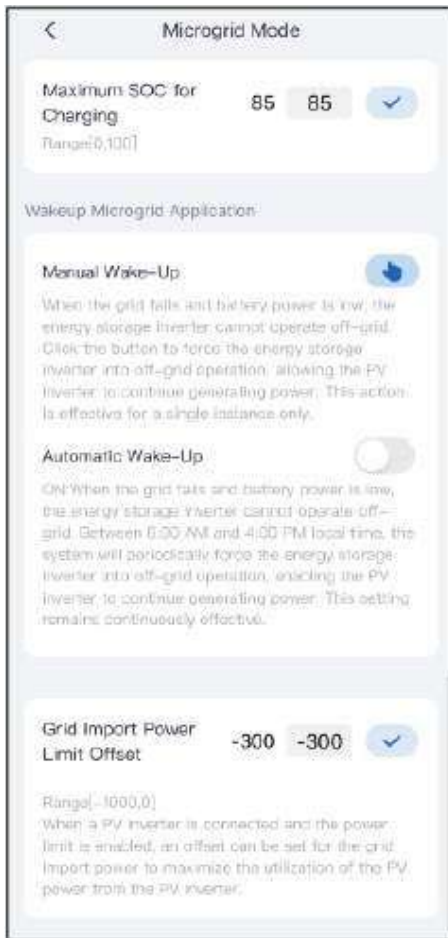 Microgrid Mode
Maximum SOC for
Charging
85 85
Range[0,100]
Wakeup Microgrid Application
Manual Wake-Up
When the grid fails and battery power is low, the
energy storage inverter cannot operate off-grid.
Click the button to force the energy storage
inverter into off-grid operation, allowing the PV
inverter to continue generating power. This action
is effective for a single instance only.
Automatic Wake-Up
ON:When the grid fails and battery power is low,
the energy storage inverter cannot operate off-
grid. Between 6:00 AM and 4:00 PM local time, the
system will periodically force the energy storage
inverter into off-grid operation, enabling the PV
inverter to continue generating power. This setting
remains continuously effective.
Grid Import Power
Limit Offset
-300 -300
Range[-1000,0]
When a PV inverter is connected and the power
limit is enabled, an offset can be set for the grid
import power to maximize the utilization of the PV
power from the PV inverter.